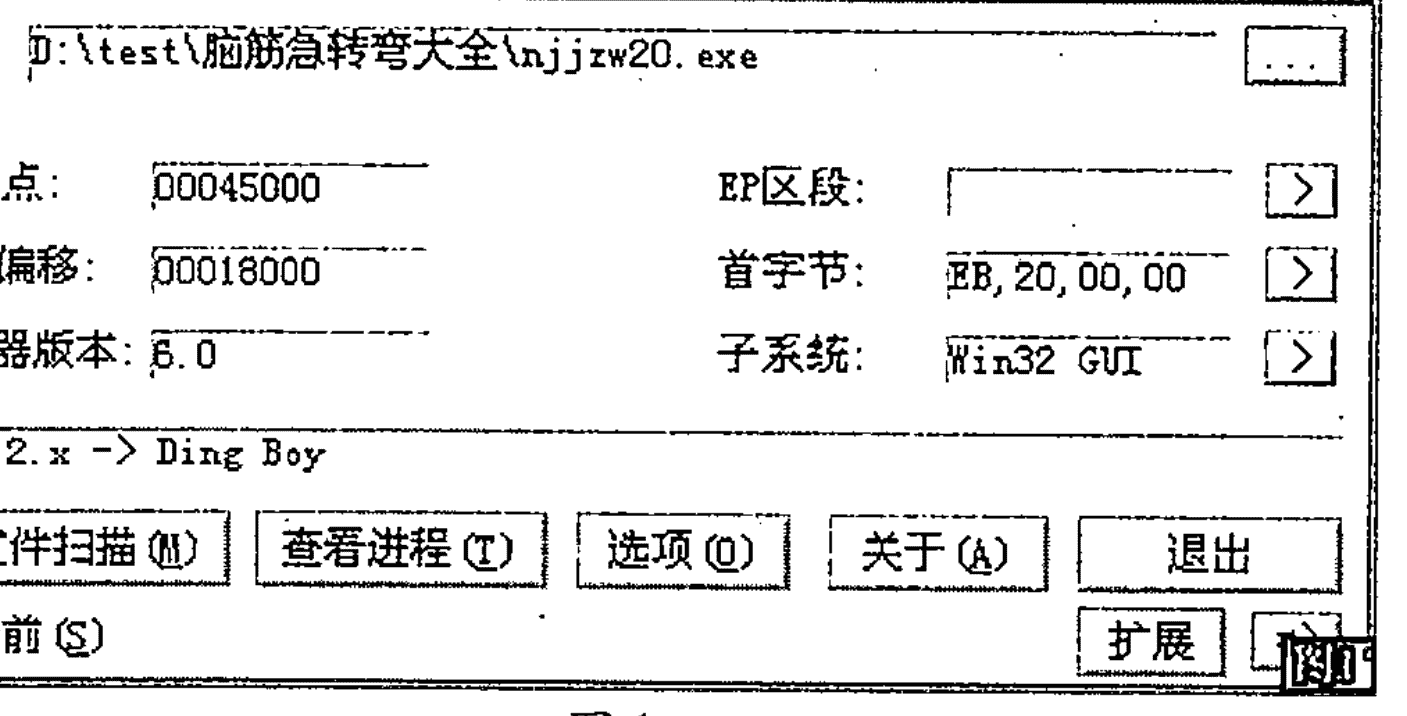 D:\test\脑筋急转弯大全\njjzw20.exe ...
点: 00045000 EP区段: >
偏移: 00018000 首字节: EB,20,00,00 >
器版本: 6.0 子系统: Win32 GUI >
2.x -> Ding Boy
件扫描(M) 查看进程(T) 选项(O) 关于(A) 退出
前(S) 扩展
图1